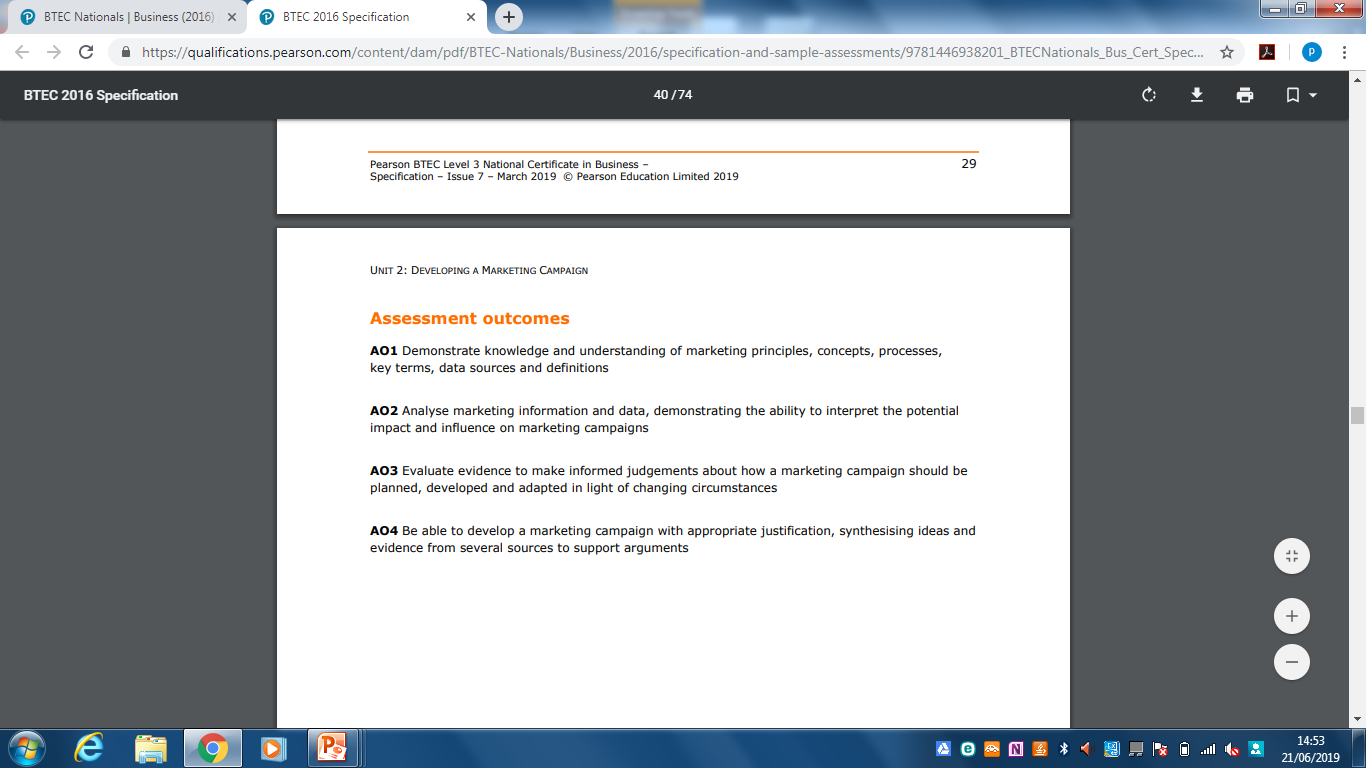 BTEC Nationals | Business (2016)
BTEC 2016 Specification
https://qualifications.pearson.com/content/dam/pdf/BTEC-Nationals/Business/2016/specification-and-sample-assessments/9781446938201_BTECNationals_Bus_Cert_Spec...
P
BTEC 2016 Specification
40 / 74
Pearson BTEC Level 3 National Certificate in Business –
29
Specification – Issue 7 – March 2019 © Pearson Education Limited 2019
UNIT 2: DEVELOPING A MARKETING CAMPAIGN
Assessment outcomes
AO1 Demonstrate knowledge and understanding of marketing principles, concepts, processes,
key terms, data sources and definitions
AO2 Analyse marketing information and data, demonstrating the ability to interpret the potential
impact and influence on marketing campaigns
AO3 Evaluate evidence to make informed judgements about how a marketing campaign should be
planned, developed and adapted in light of changing circumstances
AO4 Be able to develop a marketing campaign with appropriate justification, synthesising ideas and
evidence from several sources to support arguments
14:53
21/06/2019